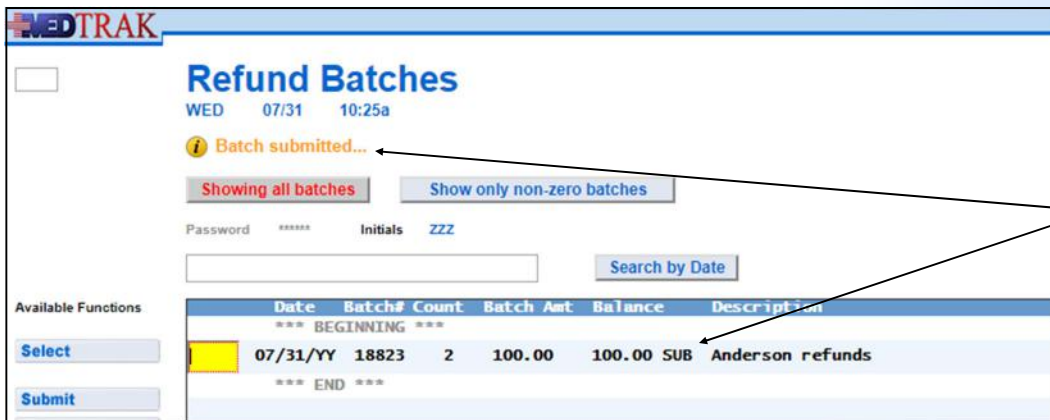 MEDTRAK
Refund Batches
WED 07/31 10:25a
i Batch submitted...
Showing all batches Show only non-zero batches
Password ****** Initials ZZZ
Search by Date
Available Functions
Date Batch# Count Batch Amt Balance Description
*** BEGINNING ***
Select
07/31/YY 18823 2 100.00 100.00 SUB Anderson refunds
*** END ***
Submit